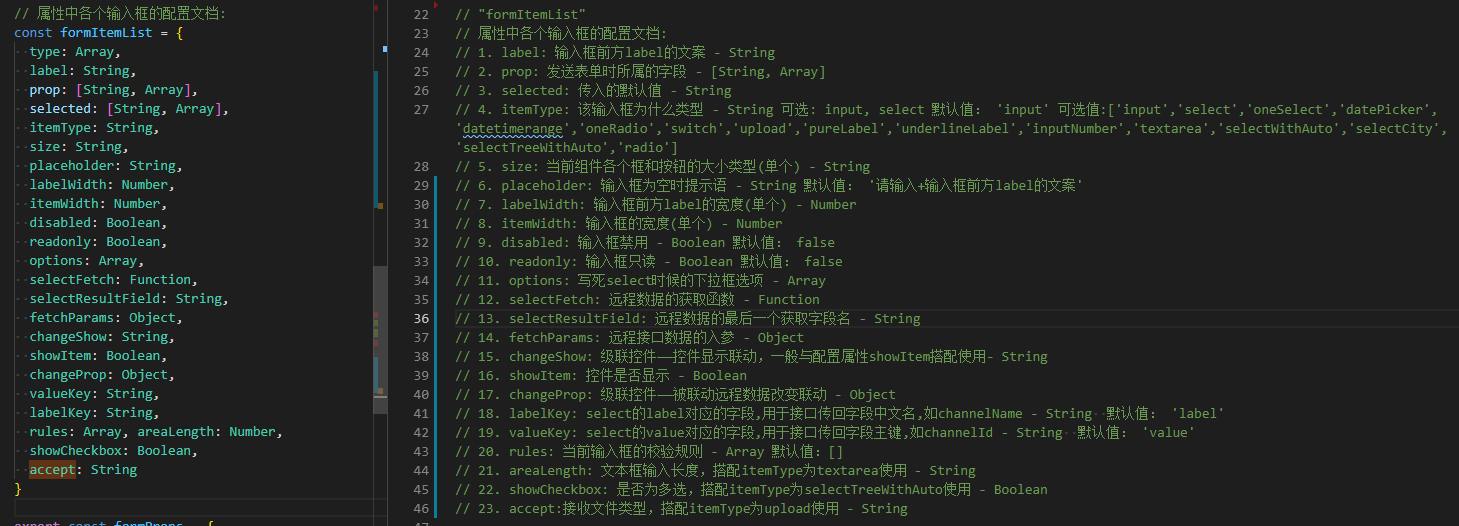 // 属性中各个输入框的配置文档:
const formItemList = {
type: Array,
label: String,
prop: [String, Array],
selected: [String, Array],
itemType: String,
size: String,
placeholder: String,
labelWidth: Number,
itemWidth: Number,
disabled: Boolean,
readonly: Boolean,
options: Array,
selectFetch: Function,
selectResultField: String,
fetchParams: Object,
changeShow: String,
showItem: Boolean,
changeProp: Object,
valueKey: String,
labelKey: String,
rules: Array, areaLength: Number,
showCheckbox: Boolean,
accept: String
}
22 // "formItemList"
23 // 属性中各个输入框的配置文档:
24 // 1. label: 输入框前方label的文案 - String
25 // 2. prop: 发送表单时所属的字段 - [String, Array]
26 // 3. selected: 传入的默认值 - String
27 // 4. itemType: 该输入框为什么类型 - String 可选: input, select 默认值: 'input' 可选值:['input','select','oneSelect','datePicker',
'datetimerange','oneRadio','switch','upload','pureLabel','underlineLabel','inputNumber','textarea','selectWithAuto','selectCity',
'selectTreeWithAuto','radio']
28 // 5. size: 当前组件各个框和按钮的大小类型(单个) - String
29 // 6. placeholder: 输入框为空时提示语 - String 默认值: '请输入+输入框前方label的文案'
30 // 7. labelWidth: 输入框前方label的宽度(单个) - Number
31 // 8. itemWidth: 输入框的宽度(单个) - Number
32 // 9. disabled: 输入框禁用 - Boolean 默认值: false
33 // 10. readonly: 输入框只读 - Boolean 默认值: false
34 // 11. options: 写死select时候的下拉框选项 - Array
35 // 12. selectFetch: 远程数据的获取函数 - Function
36 // 13. selectResultField: 远程数据的最后一个获取字段名 - String
37 // 14. fetchParams: 远程接口数据的入参 - Object
38 // 15. changeShow: 级联控件——控件显示联动，一般与配置属性showItem搭配使用- String
39 // 16. showItem: 控件是否显示 - Boolean
40 // 17. changeProp: 级联控件——被联动远程数据改变联动 - Object
41 // 18. labelKey: select的label对应的字段,用于接口传回字段中文名,如channelName - String 默认值: 'label'
42 // 19. valueKey: select的value对应的字段,用于接口传回字段主键,如channelId - String 默认值: 'value'
43 // 20. rules: 当前输入框的校验规则 - Array 默认值：[]
44 // 21. areaLength: 文本框输入长度，搭配itemType为textarea使用 - String
45 // 22. showCheckbox: 是否为多选，搭配itemType为selectTreeWithAuto使用 - Boolean
46 // 23. accept:接收文件类型，搭配itemType为upload使用 - String